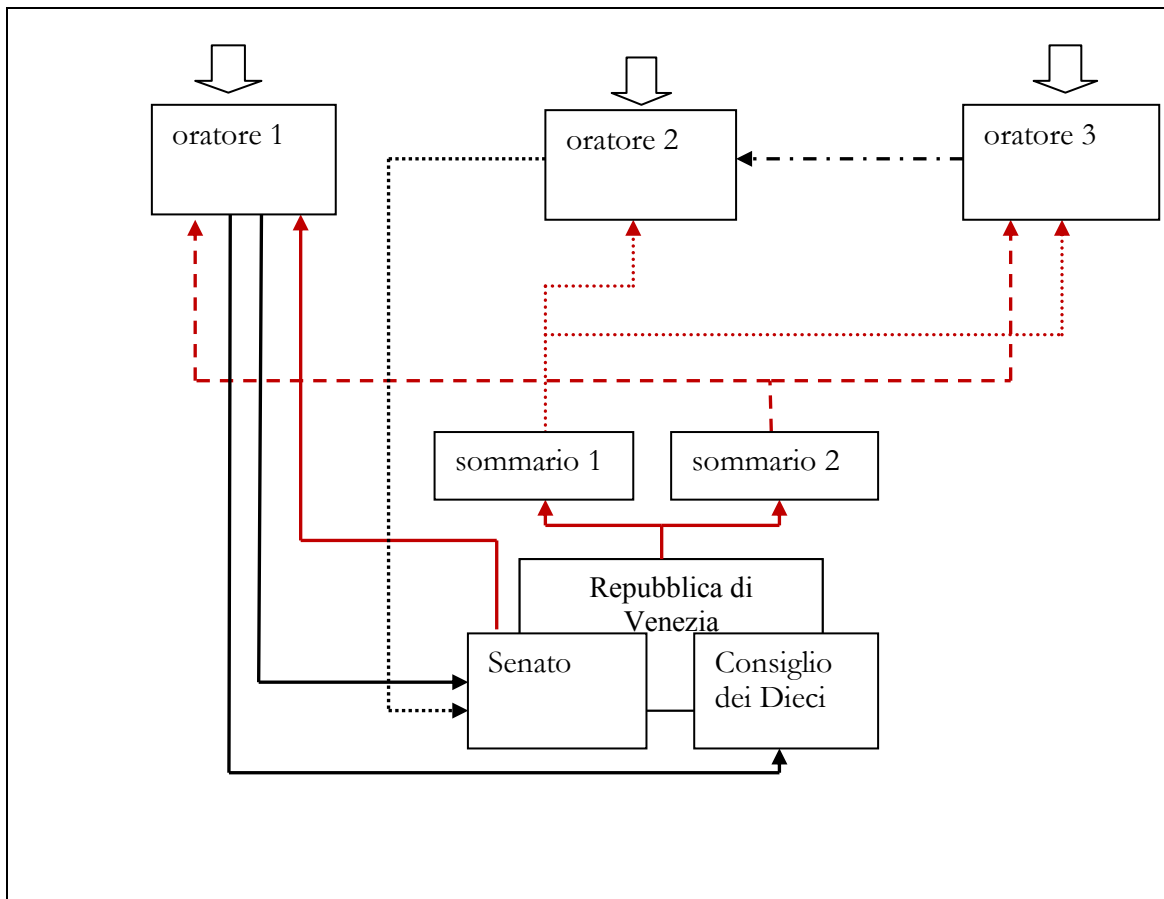 oratore 1
oratore 2
oratore 3
sommario 1
sommario 2
Repubblica di
Venezia
Senato
Consiglio
dei Dieci